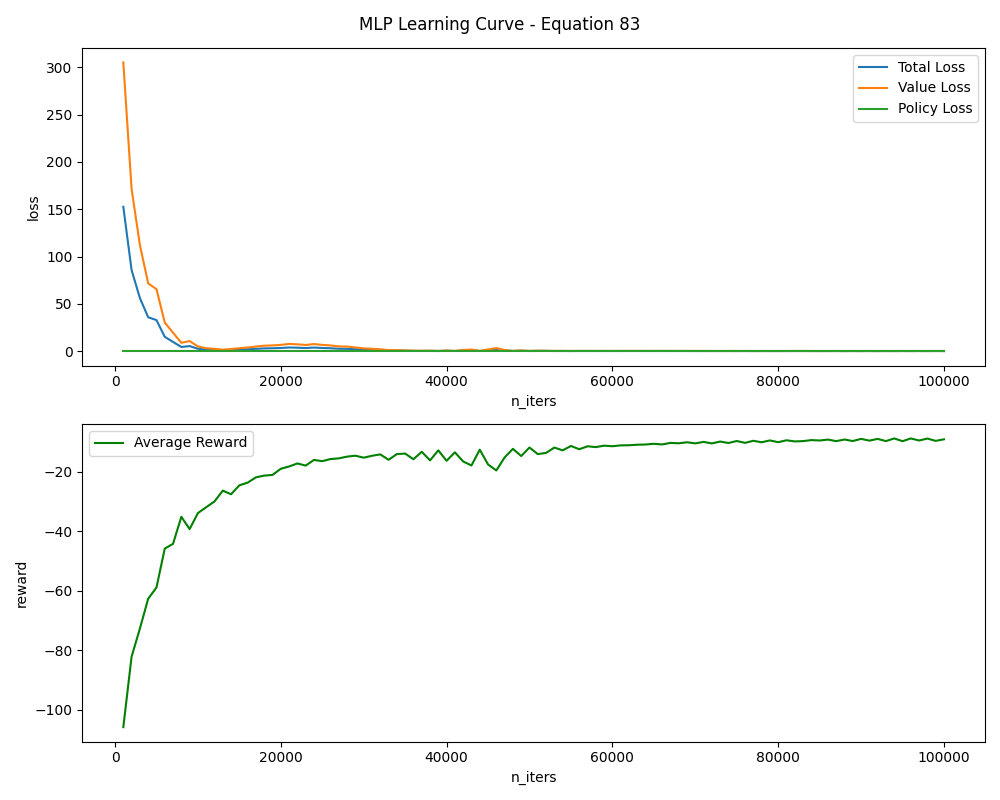 MLP Learning Curve - Equation 83
300
250
200
150
100
50
0
loss
Total Loss
Value Loss
Policy Loss
0 20000 40000 60000 80000 100000
n_iters
Average Reward
−20
−40
−60
−80
−100
reward
0 20000 40000 60000 80000 100000
n_iters